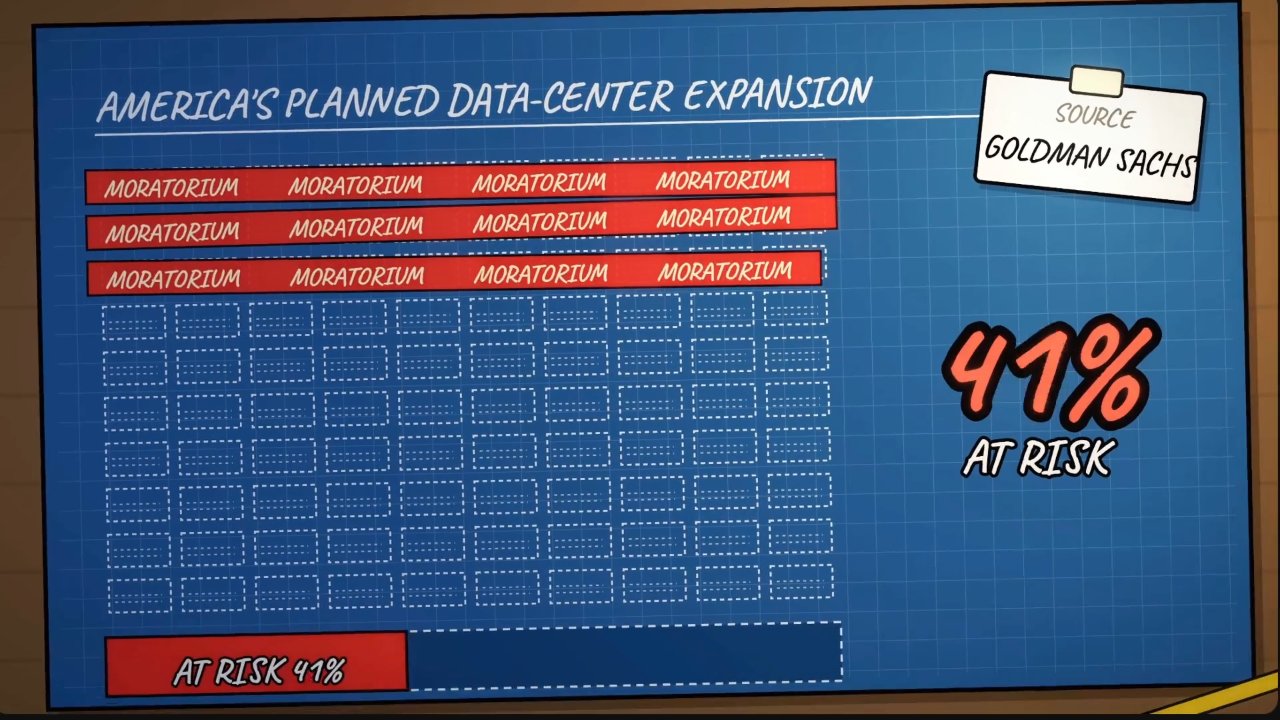 AMERICA'S PLANNED DATA-CENTER EXPANSION
SOURCE
GOLDMAN SACHS
MORATORIUM MORATORIUM MORATORIUM MORATORIUM
MORATORIUM MORATORIUM MORATORIUM MORATORIUM
MORATORIUM MORATORIUM MORATORIUM MORATORIUM
41%
AT RISK
AT RISK 41%